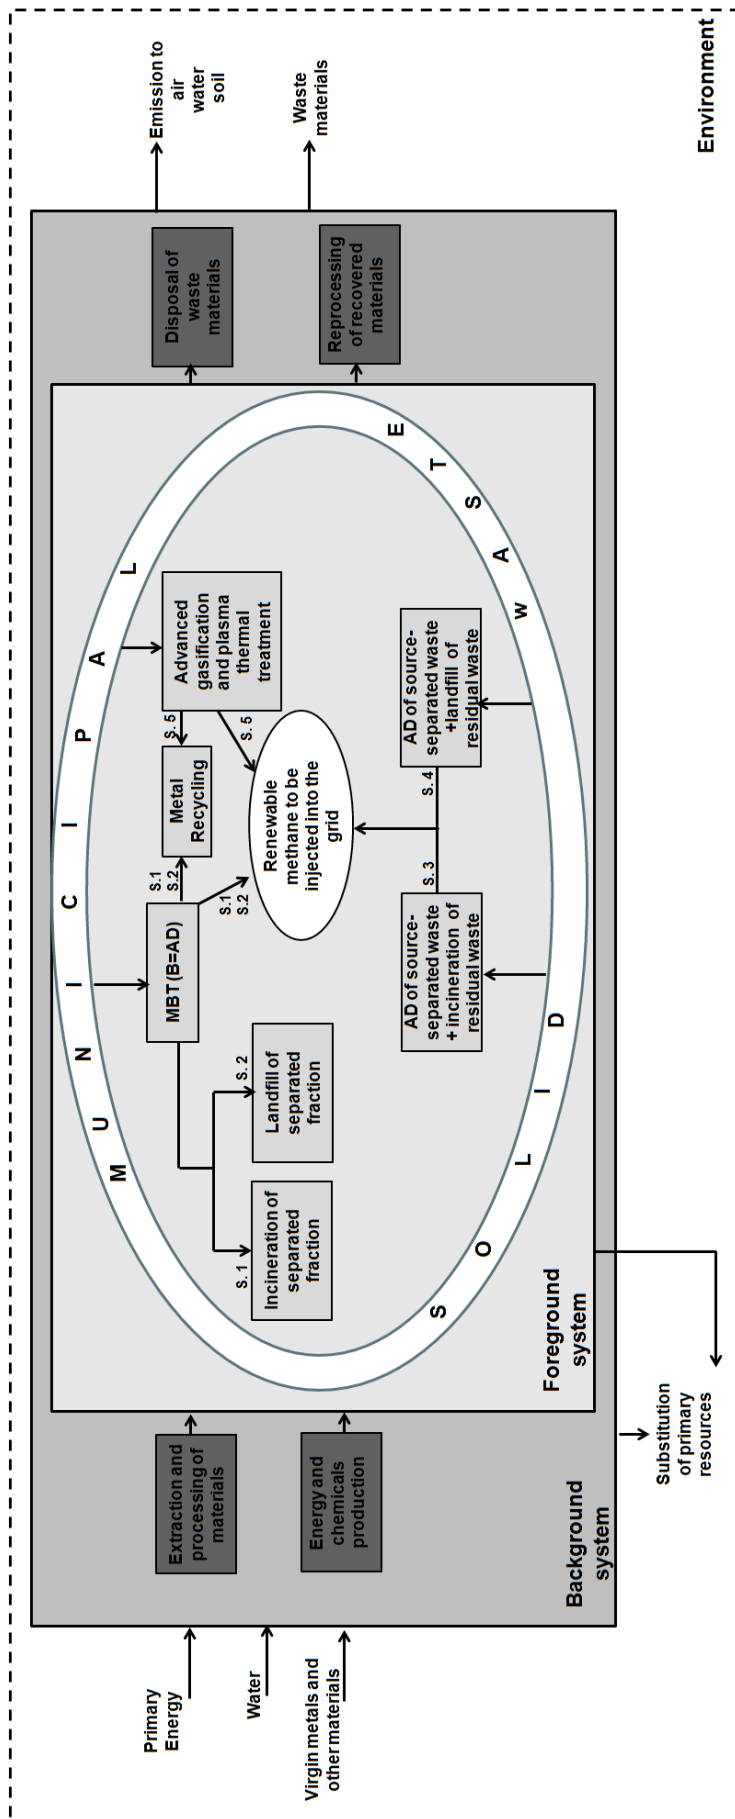 Primary
Energy
Water
Virgin metals and
other materials
Extraction and
processing of
materials
Energy and
chemicals
production
Background
system
Foreground
system
M U N I C I P A L
S O L I D w A S T E
MBT (B=AD)
S.1
S.2
Metal
Recycling
S. 5
Advanced
gasification
and plasma
thermal
treatment
S.1
S.2
S. 5
Renewable
methane to be
injected into the
grid
S. 1
Incineration of
separated
fraction
S. 2
Landfill of
separated
fraction
AD of source-
separated waste
+ incineration of
residual waste
S. 3
S. 4
AD of source-
separated waste
+landfill of
residual waste
Disposal of
waste
materials
Reprocessing
of recovered
materials
Emission to
air
water
soil
Waste
materials
Substitution
of primary
resources
Environment